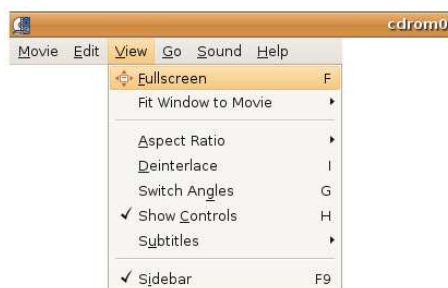 cdrom0
Movie Edit View Go Sound Help
Fullscreen F
Fit Window to Movie
Aspect Ratio
Deinterlace I
Switch Angles G
Show Controls H
Subtitles
Sidebar F9